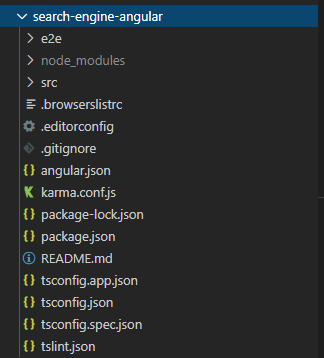 search-engine-angular
e2e
node_modules
src
.browserslistrc
.editorconfig
.gitignore
angular.json
karma.conf.js
package-lock.json
package.json
README.md
tsconfig.app.json
tsconfig.json
tsconfig.spec.json
tslint.json